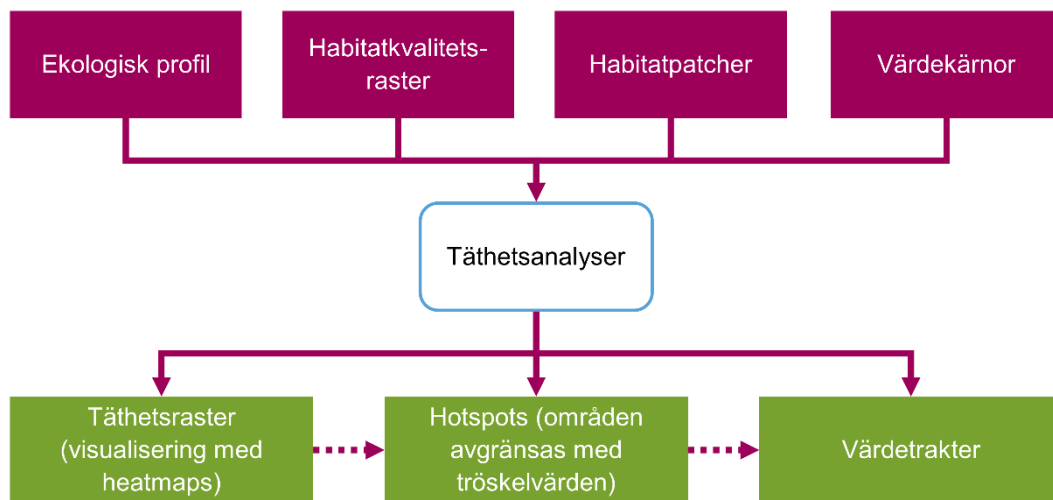 Ekologisk profil
Habitatkvalitets-
raster
Habitatpatcher
Värdekärnor
Täthetsanalyser
Täthetsraster
(visualisering med
heatmaps)
Hotspots (områden
avgränsas med
tröskelvärden)
Värdetrakter